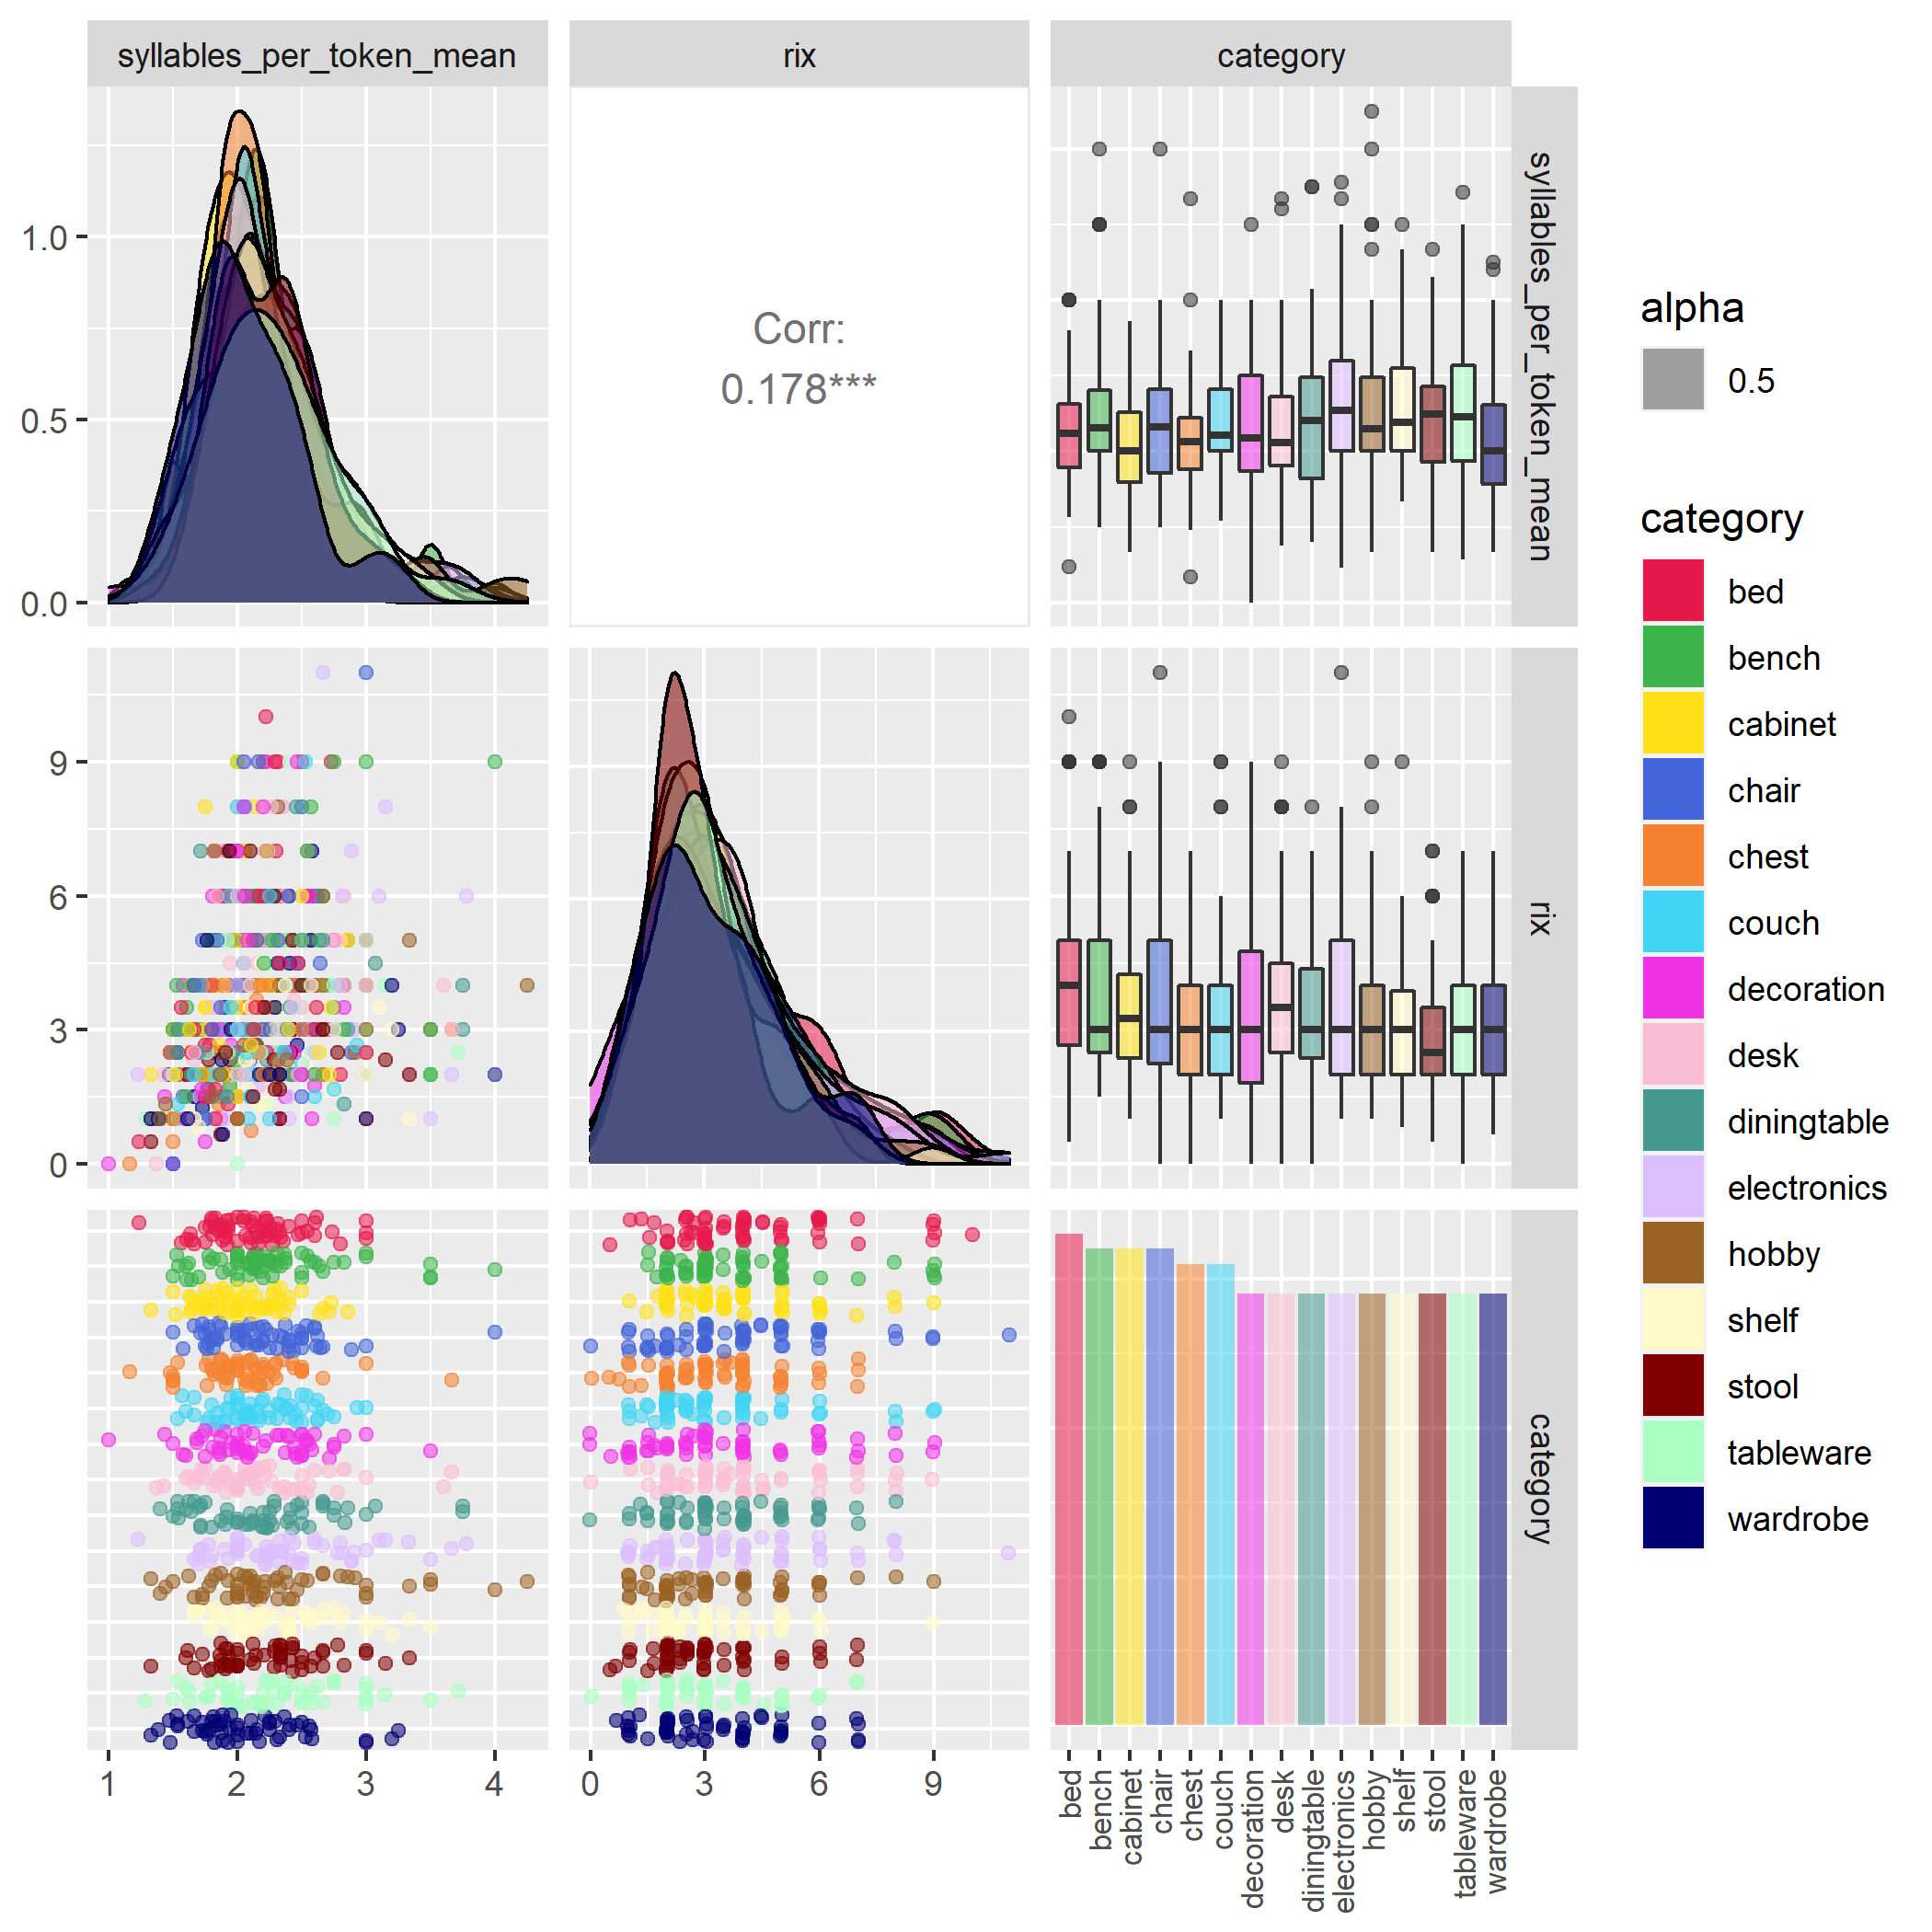 syllables_per_token_mean
rix
category
syllables_per_token_mean
rix
category
1.0
0.5
0.0
Corr:
0.178***
9
6
3
0
1
2
3
4
0
3
6
9
bed
bench
cabinet
chair
chest
couch
decoration
desk
diningtable
electronics
hobby
shelf
stool
tableware
wardrobe
alpha
0.5
category
bed
bench
cabinet
chair
chest
couch
decoration
desk
diningtable
electronics
hobby
shelf
stool
tableware
wardrobe